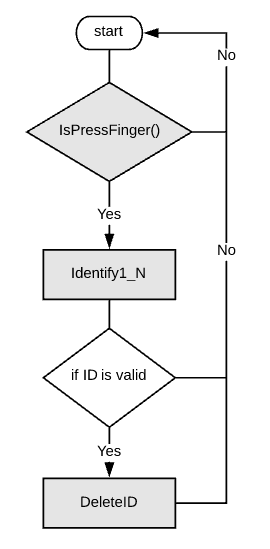 start
No
IsPressFinger()
Yes
No
Identify1_N
if ID is valid
Yes
DeleteID